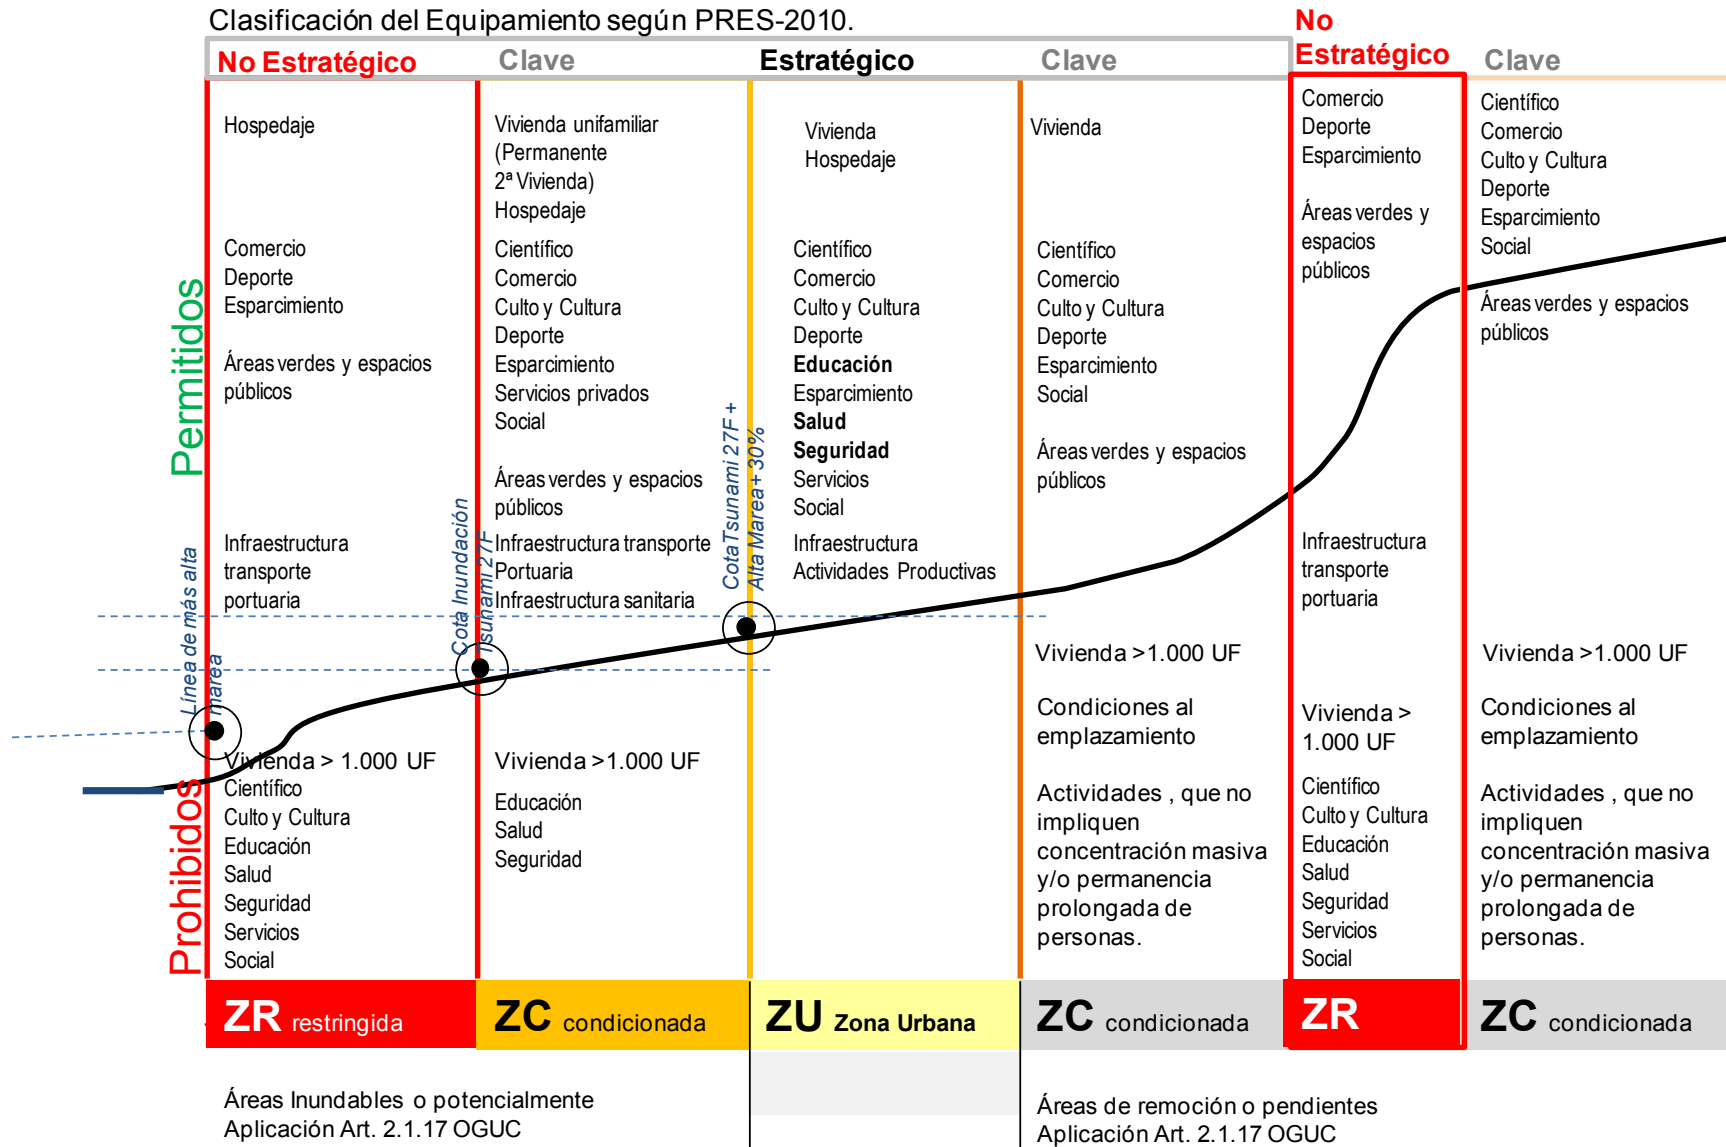 Clasificación del Equipamiento según PRES-2010.
No Estratégico
Clave
Estratégico
Clave
No
Estratégico
Clave
Permitidos
Prohibidos
Hospedaje
Comercio
Deporte
Esparcimiento
Áreas verdes y espacios
públicos
Infraestructura
transporte
portuaria
Vivienda > 1.000 UF
Científico
Culto y Cultura
Educación
Salud
Seguridad
Servicios
Social
ZR restringida
Línea de más alta
marea
Vivienda unifamiliar
(Permanente
2ª Vivienda)
Hospedaje
Científico
Comercio
Culto y Cultura
Deporte
Esparcimiento
Servicios privados
Social
Áreas verdes y espacios
públicos
Infraestructura transporte
Portuaria
Infraestructura sanitaria
Vivienda >1.000 UF
Educación
Salud
Seguridad
ZC condicionada
Cota Inundación
Tsunami 27F
Vivienda
Hospedaje
Científico
Comercio
Culto y Cultura
Deporte
Educación
Esparcimiento
Salud
Seguridad
Servicios
Social
Infraestructura
Actividades Productivas
ZU Zona Urbana
Cota Tsunami 27F +
Alta Marea + 30%
Vivienda
Científico
Comercio
Culto y Cultura
Deporte
Esparcimiento
Social
Áreas verdes y espacios
públicos
Vivienda >1.000 UF
Condiciones al
emplazamiento
Actividades , que no
impliquen
concentración masiva
y/o permanencia
prolongada de
personas.
ZC condicionada
Comercio
Deporte
Esparcimiento
Áreas verdes y
espacios
públicos
Infraestructura
transporte
portuaria
Vivienda >
1.000 UF
Científico
Culto y Cultura
Educación
Salud
Seguridad
Servicios
Social
ZR
Científico
Comercio
Culto y Cultura
Deporte
Esparcimiento
Social
Áreas verdes y espacios
públicos
Vivienda >1.000 UF
Condiciones al
emplazamiento
Actividades , que no
impliquen
concentración masiva
y/o permanencia
prolongada de
personas.
ZC condicionada
Áreas Inundables o potencialmente
Aplicación Art. 2.1.17 OGUC
Áreas de remoción o pendientes
Aplicación Art. 2.1.17 OGUC